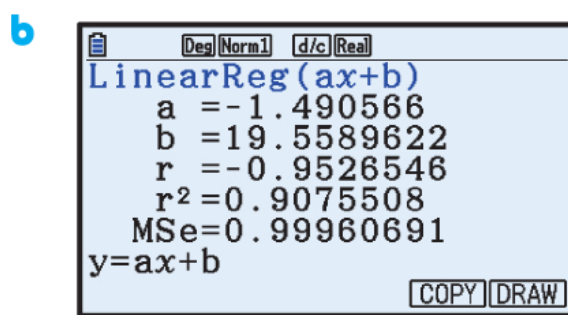 b
Deg Norm1 d/c Real
LinearReg(ax+b)
a =-1.490566
b =19.5589622
r =-0.9526546
r²=0.9075508
MSe=0.99960691
y=ax+b
COPY DRAW